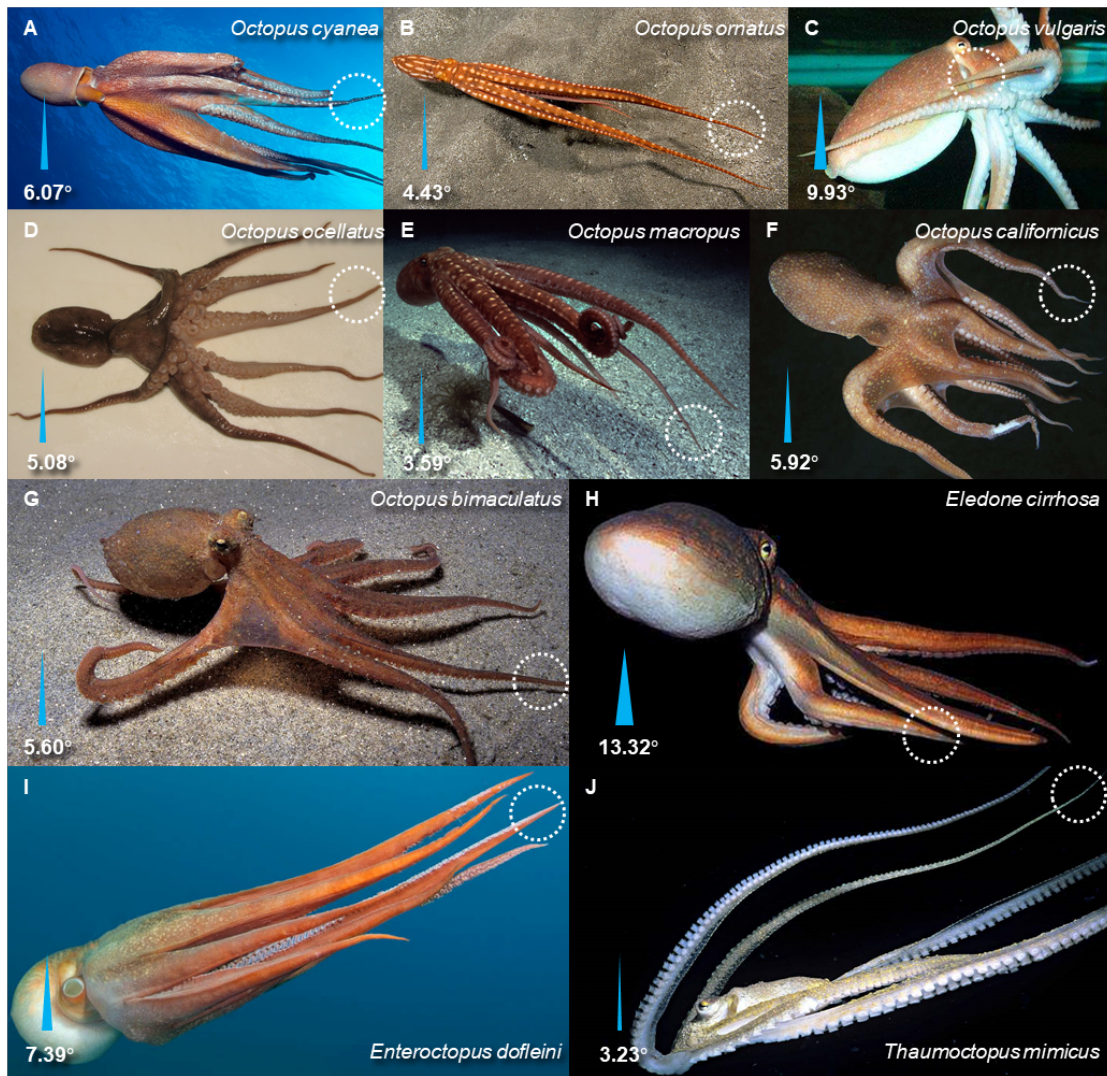 A
Octopus cyanea
6.07°
B
Octopus ornatus
4.43°
C
Octopus vulgaris
9.93°
D
Octopus ocellatus
5.08°
E
Octopus macropus
3.59°
F
Octopus californicus
5.92°
G
Octopus bimaculatus
5.60°
H
Eledone cirrhosa
13.32°
I
7.39°
Enteroctopus dofleini
J
3.23°
Thaumoctopus mimicus